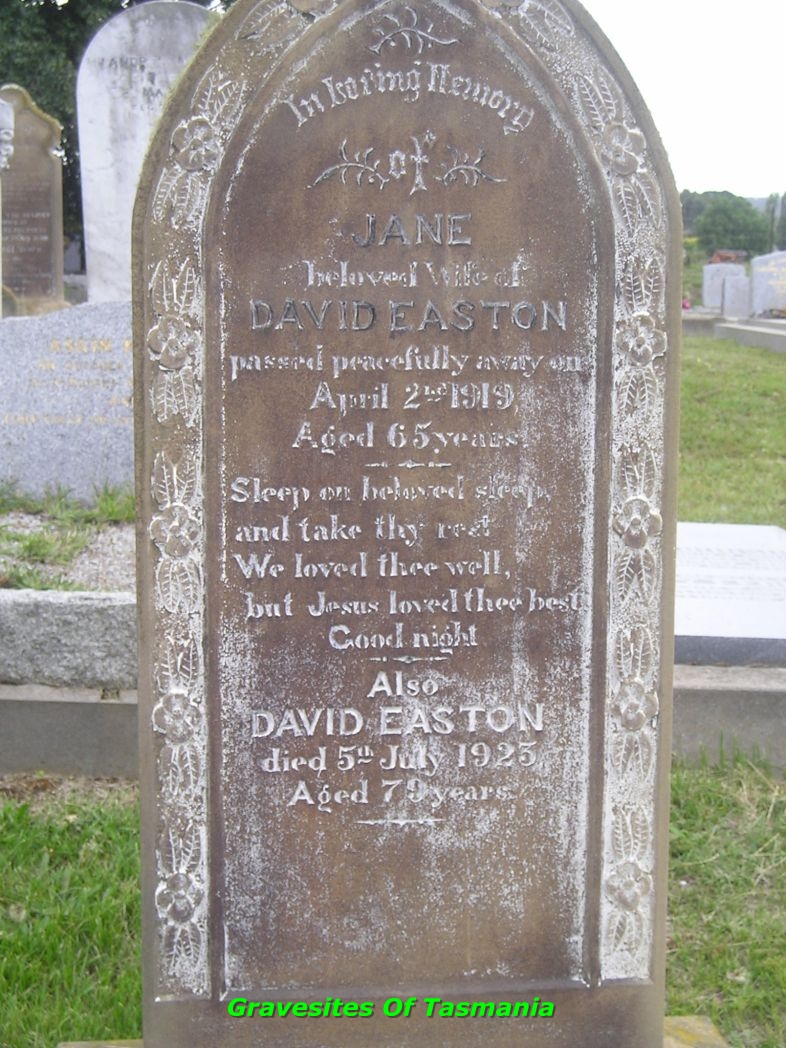 In Loving Memory
of
JANE
beloved Wife of
DAVID EASTON
passed peacefully away on
April 2nd 1919,
Aged 65 years.
Sleep on beloved sleep,
and take thy rest
We loved thee well,
but Jesus loved thee best
Good night
Also
DAVID EASTON
died 5th July 1925,
Aged 79 years.
Gravesites Of Tasmania